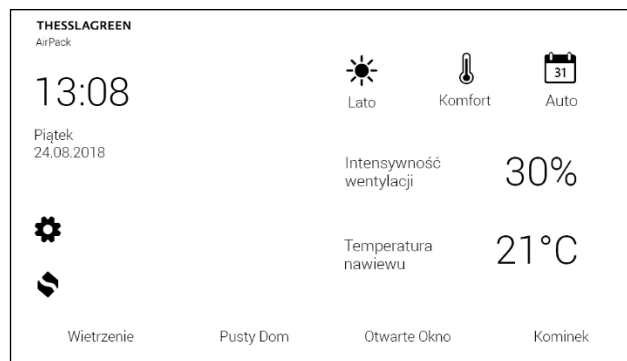 THESSLAGREEN
AirPack
13:08
Piątek
24.08.2018
Lato
Komfort
31
Auto
Intensywność
wentylacji
30%
Temperatura
nawiewu
21°C
Wietrzenie
Pusty Dom
Otwarte Okno
Kominek